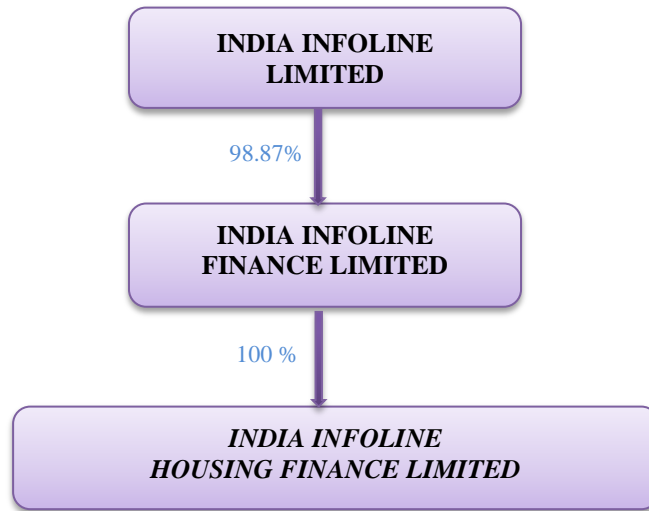 INDIA INFOLINE
LIMITED
98.87%
INDIA INFOLINE
FINANCE LIMITED
100 %
INDIA INFOLINE
HOUSING FINANCE LIMITED